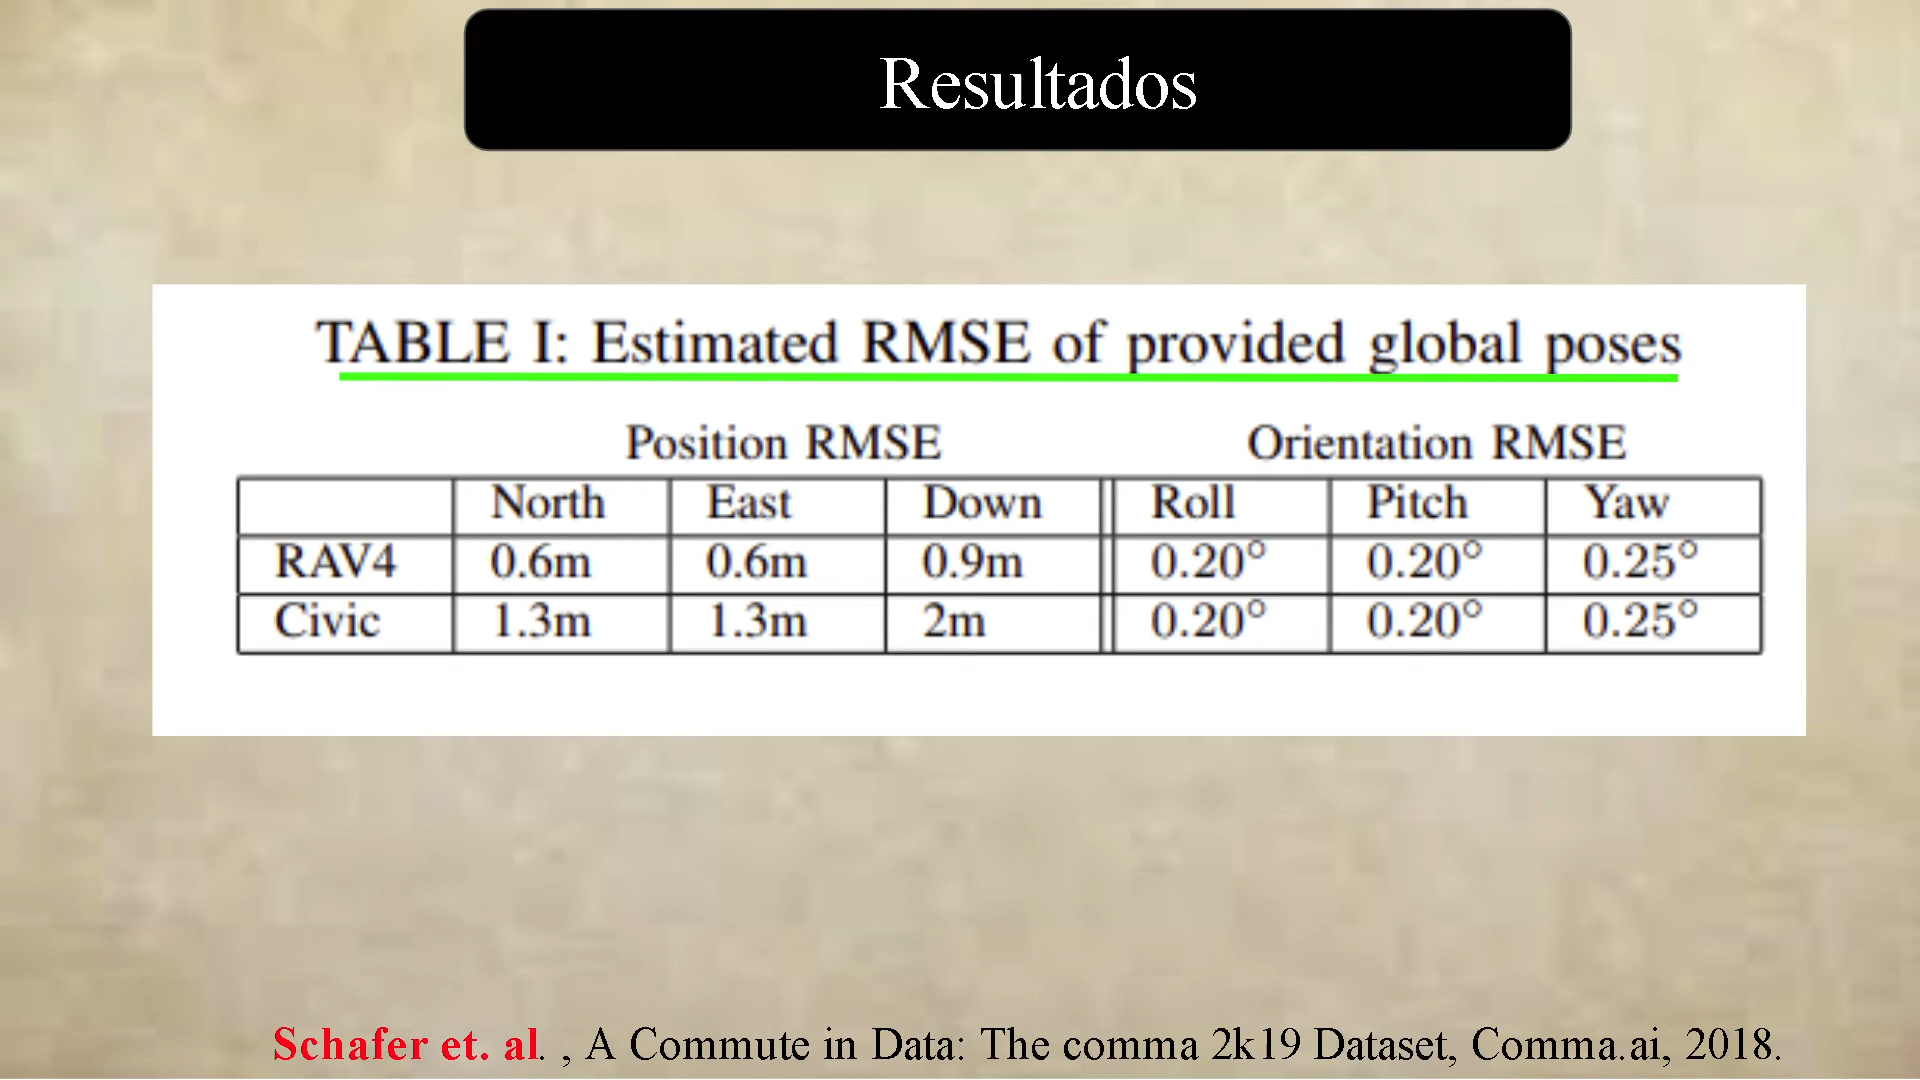 Resultados
TABLE I: Estimated RMSE of provided global poses
Position RMSE Orientation RMSE
North East Down Roll Pitch Yaw
RAV4 0.6m 0.6m 0.9m 0.20° 0.20° 0.25°
Civic 1.3m 1.3m 2m 0.20° 0.20° 0.25°
Schafer et. al. , A Commute in Data: The comma 2k19 Dataset, Comma.ai, 2018.